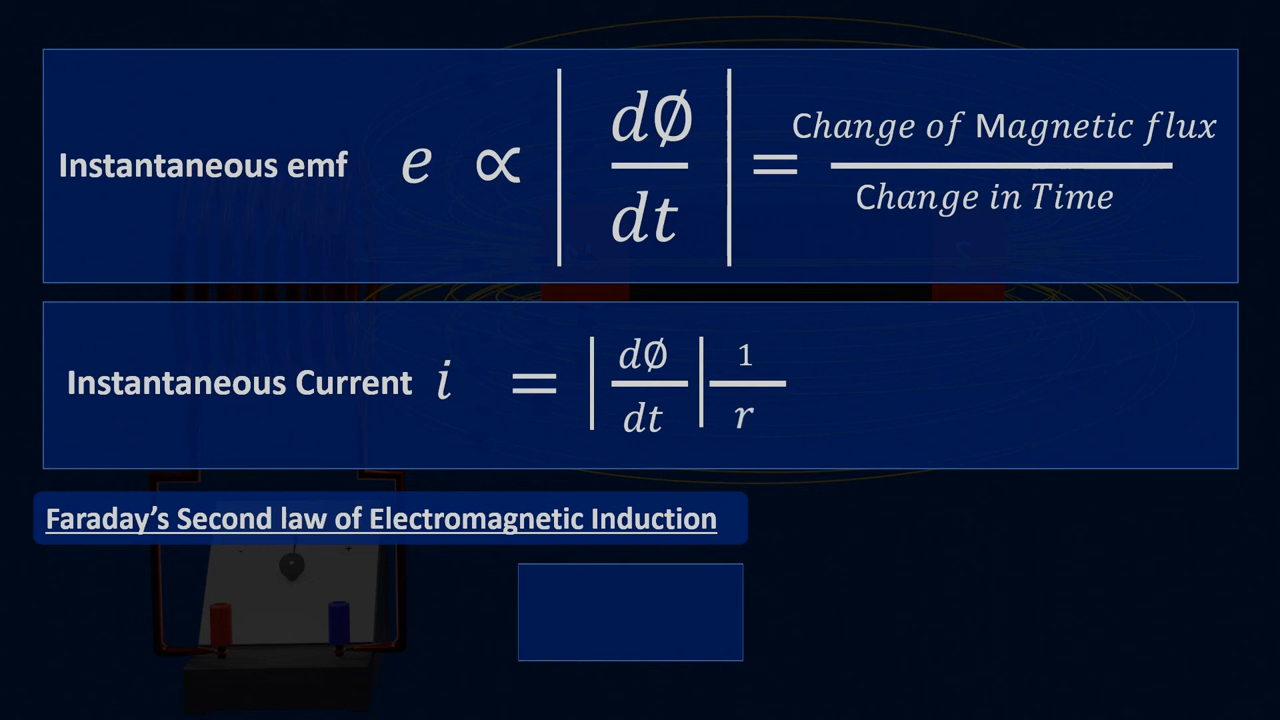 Instantaneous emf e ∝ | dØ/dt | = Change of Magnetic flux / Change in Time
Instantaneous Current i = | dØ/dt | 1/r
Faraday’s Second law of Electromagnetic Induction